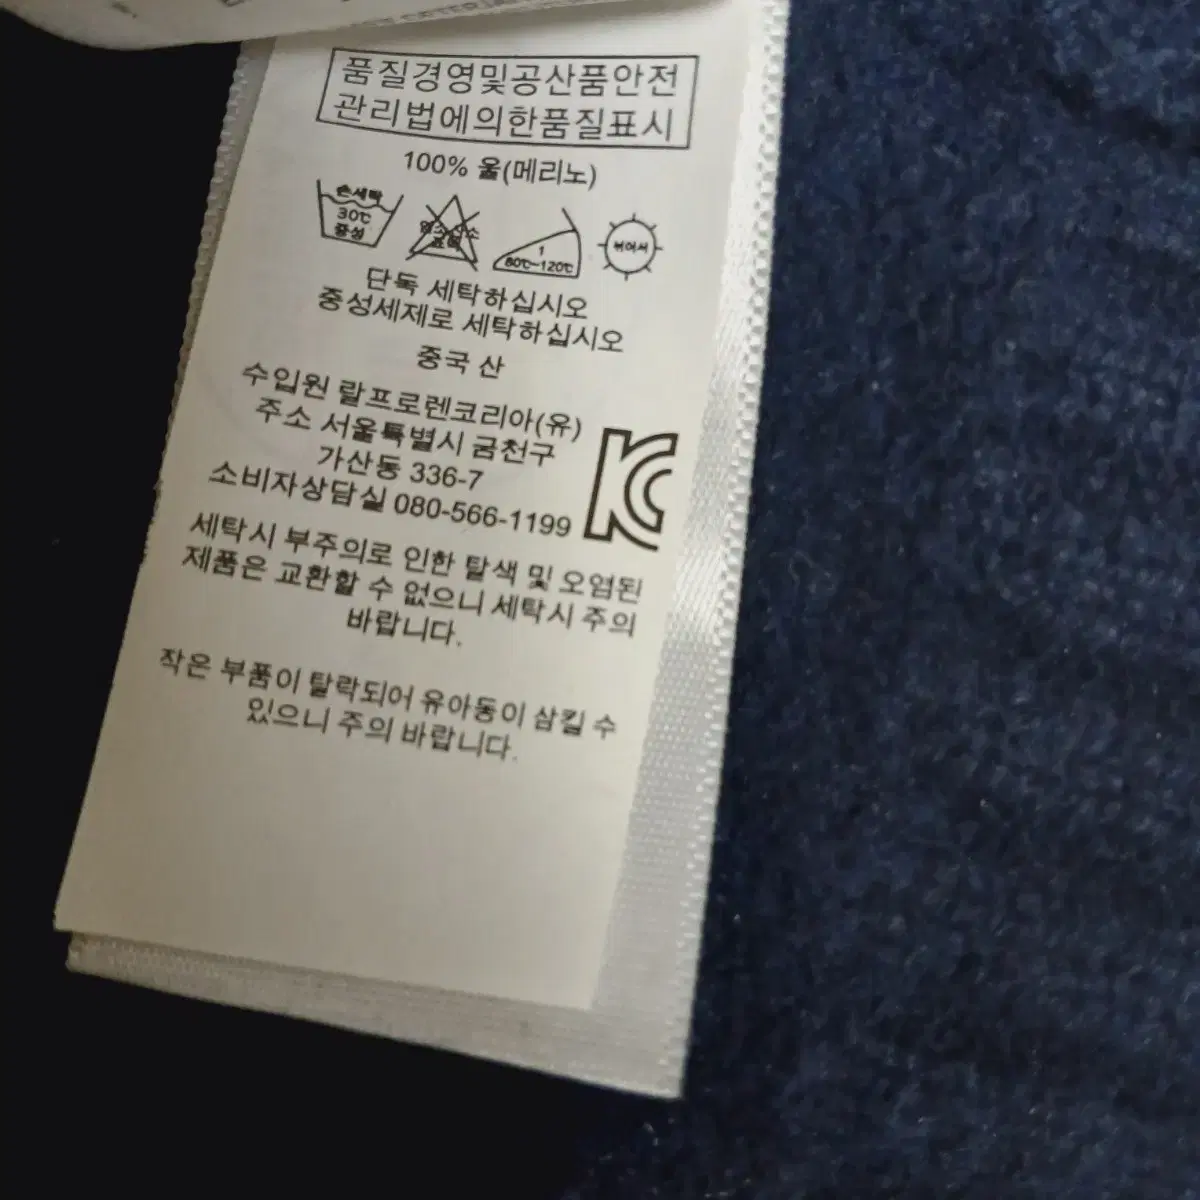 품질경영및공산품안전
관리법에의한품질표시
100% 울(메리노)
손세탁
30℃
중성
1
80℃~120℃
뉘어서
단독 세탁하십시오
중성세제로 세탁하십시오
중국 산
수입원 랄프로렌코리아(유)
주소 서울특별시 금천구
가산동 336-7
소비자상담실 080-566-1199
세탁시 부주의로 인한 탈색 및 오염된
제품은 교환할 수 없으니 세탁시 주의
바랍니다.
작은 부품이 탈락되어 유아동이 삼킬 수
있으니 주의 바랍니다.